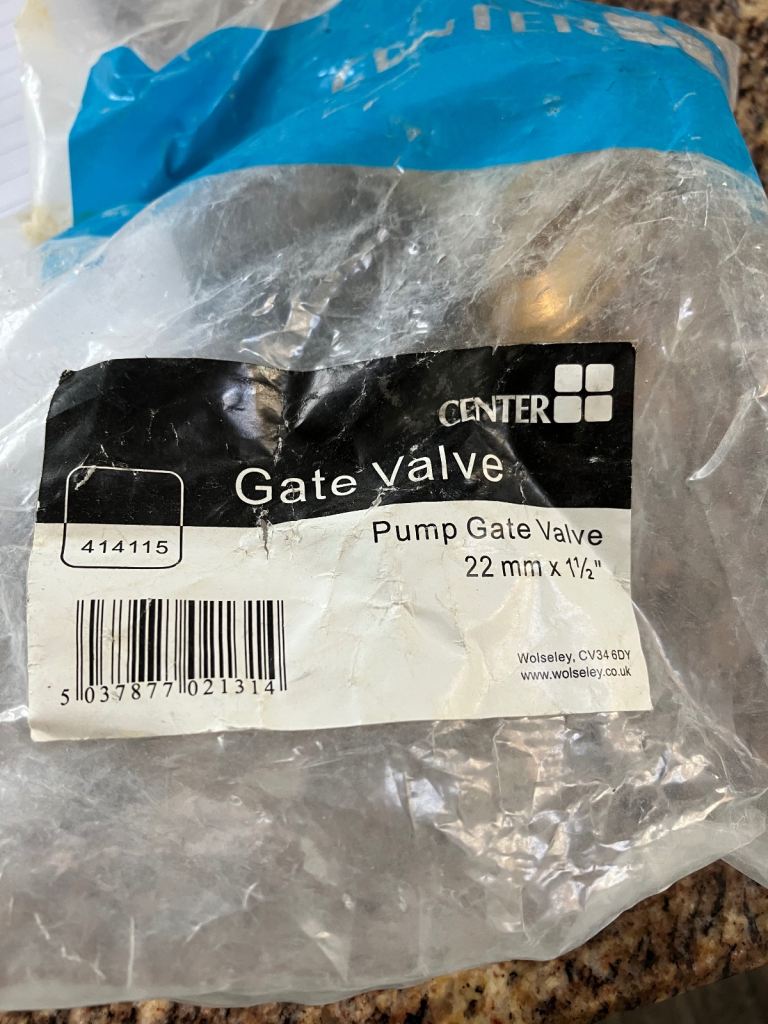 CENTER
CENTER
Gate Valve
414115
Pump Gate Valve
22 mm x 1½"
5 037877 021314
Wolseley, CV34 6DY
www.wolseley.co.uk